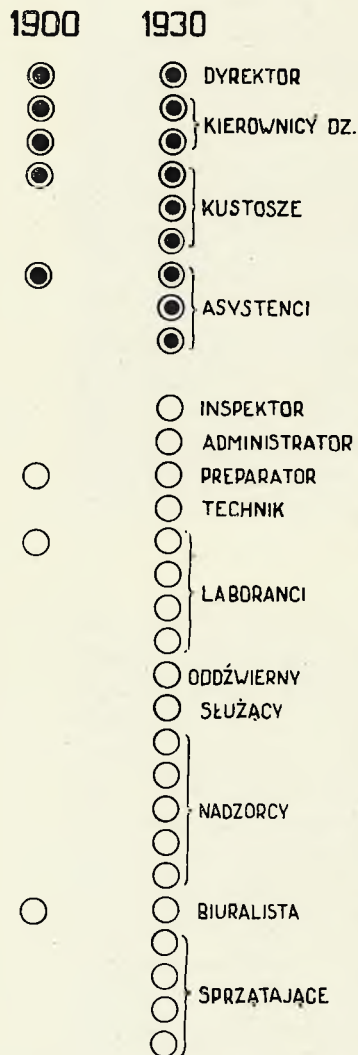 1900 1930
DYREKTOR
KIEROWNICY DZ.
KUSTOSZE
ASYSTENCI
INSPEKTOR
ADMINISTRATOR
PREPARATOR
TECHNIK
LABORANCI
ODDŹWIERNY
SŁUŻĄCY
NADZORCY
BIURALISTA
SPRZĄTAJĄCE